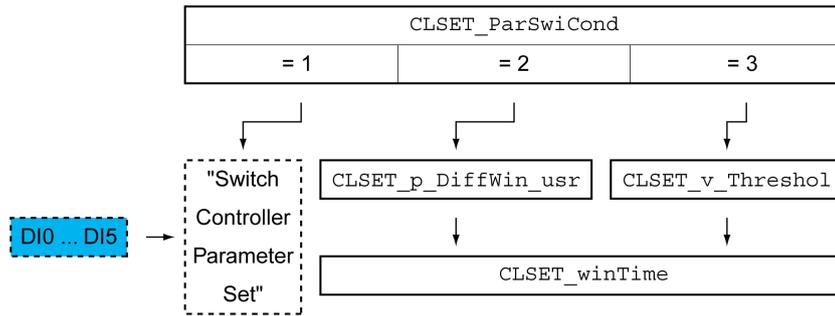 CLSET_ParSwiCond
= 1
= 2
= 3
"Switch
Controller
Parameter
Set"
CLSET_p_DiffWin_usr
CLSET_v_Threshol
DI0 ... DI5
CLSET_winTime